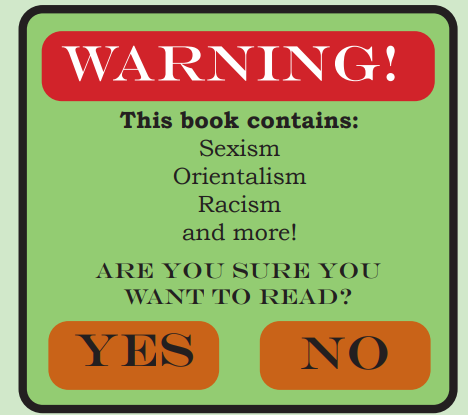 WARNING!
This book contains:
Sexism
Orientalism
Racism
and more!
ARE YOU SURE YOU
WANT TO READ?
YES NO